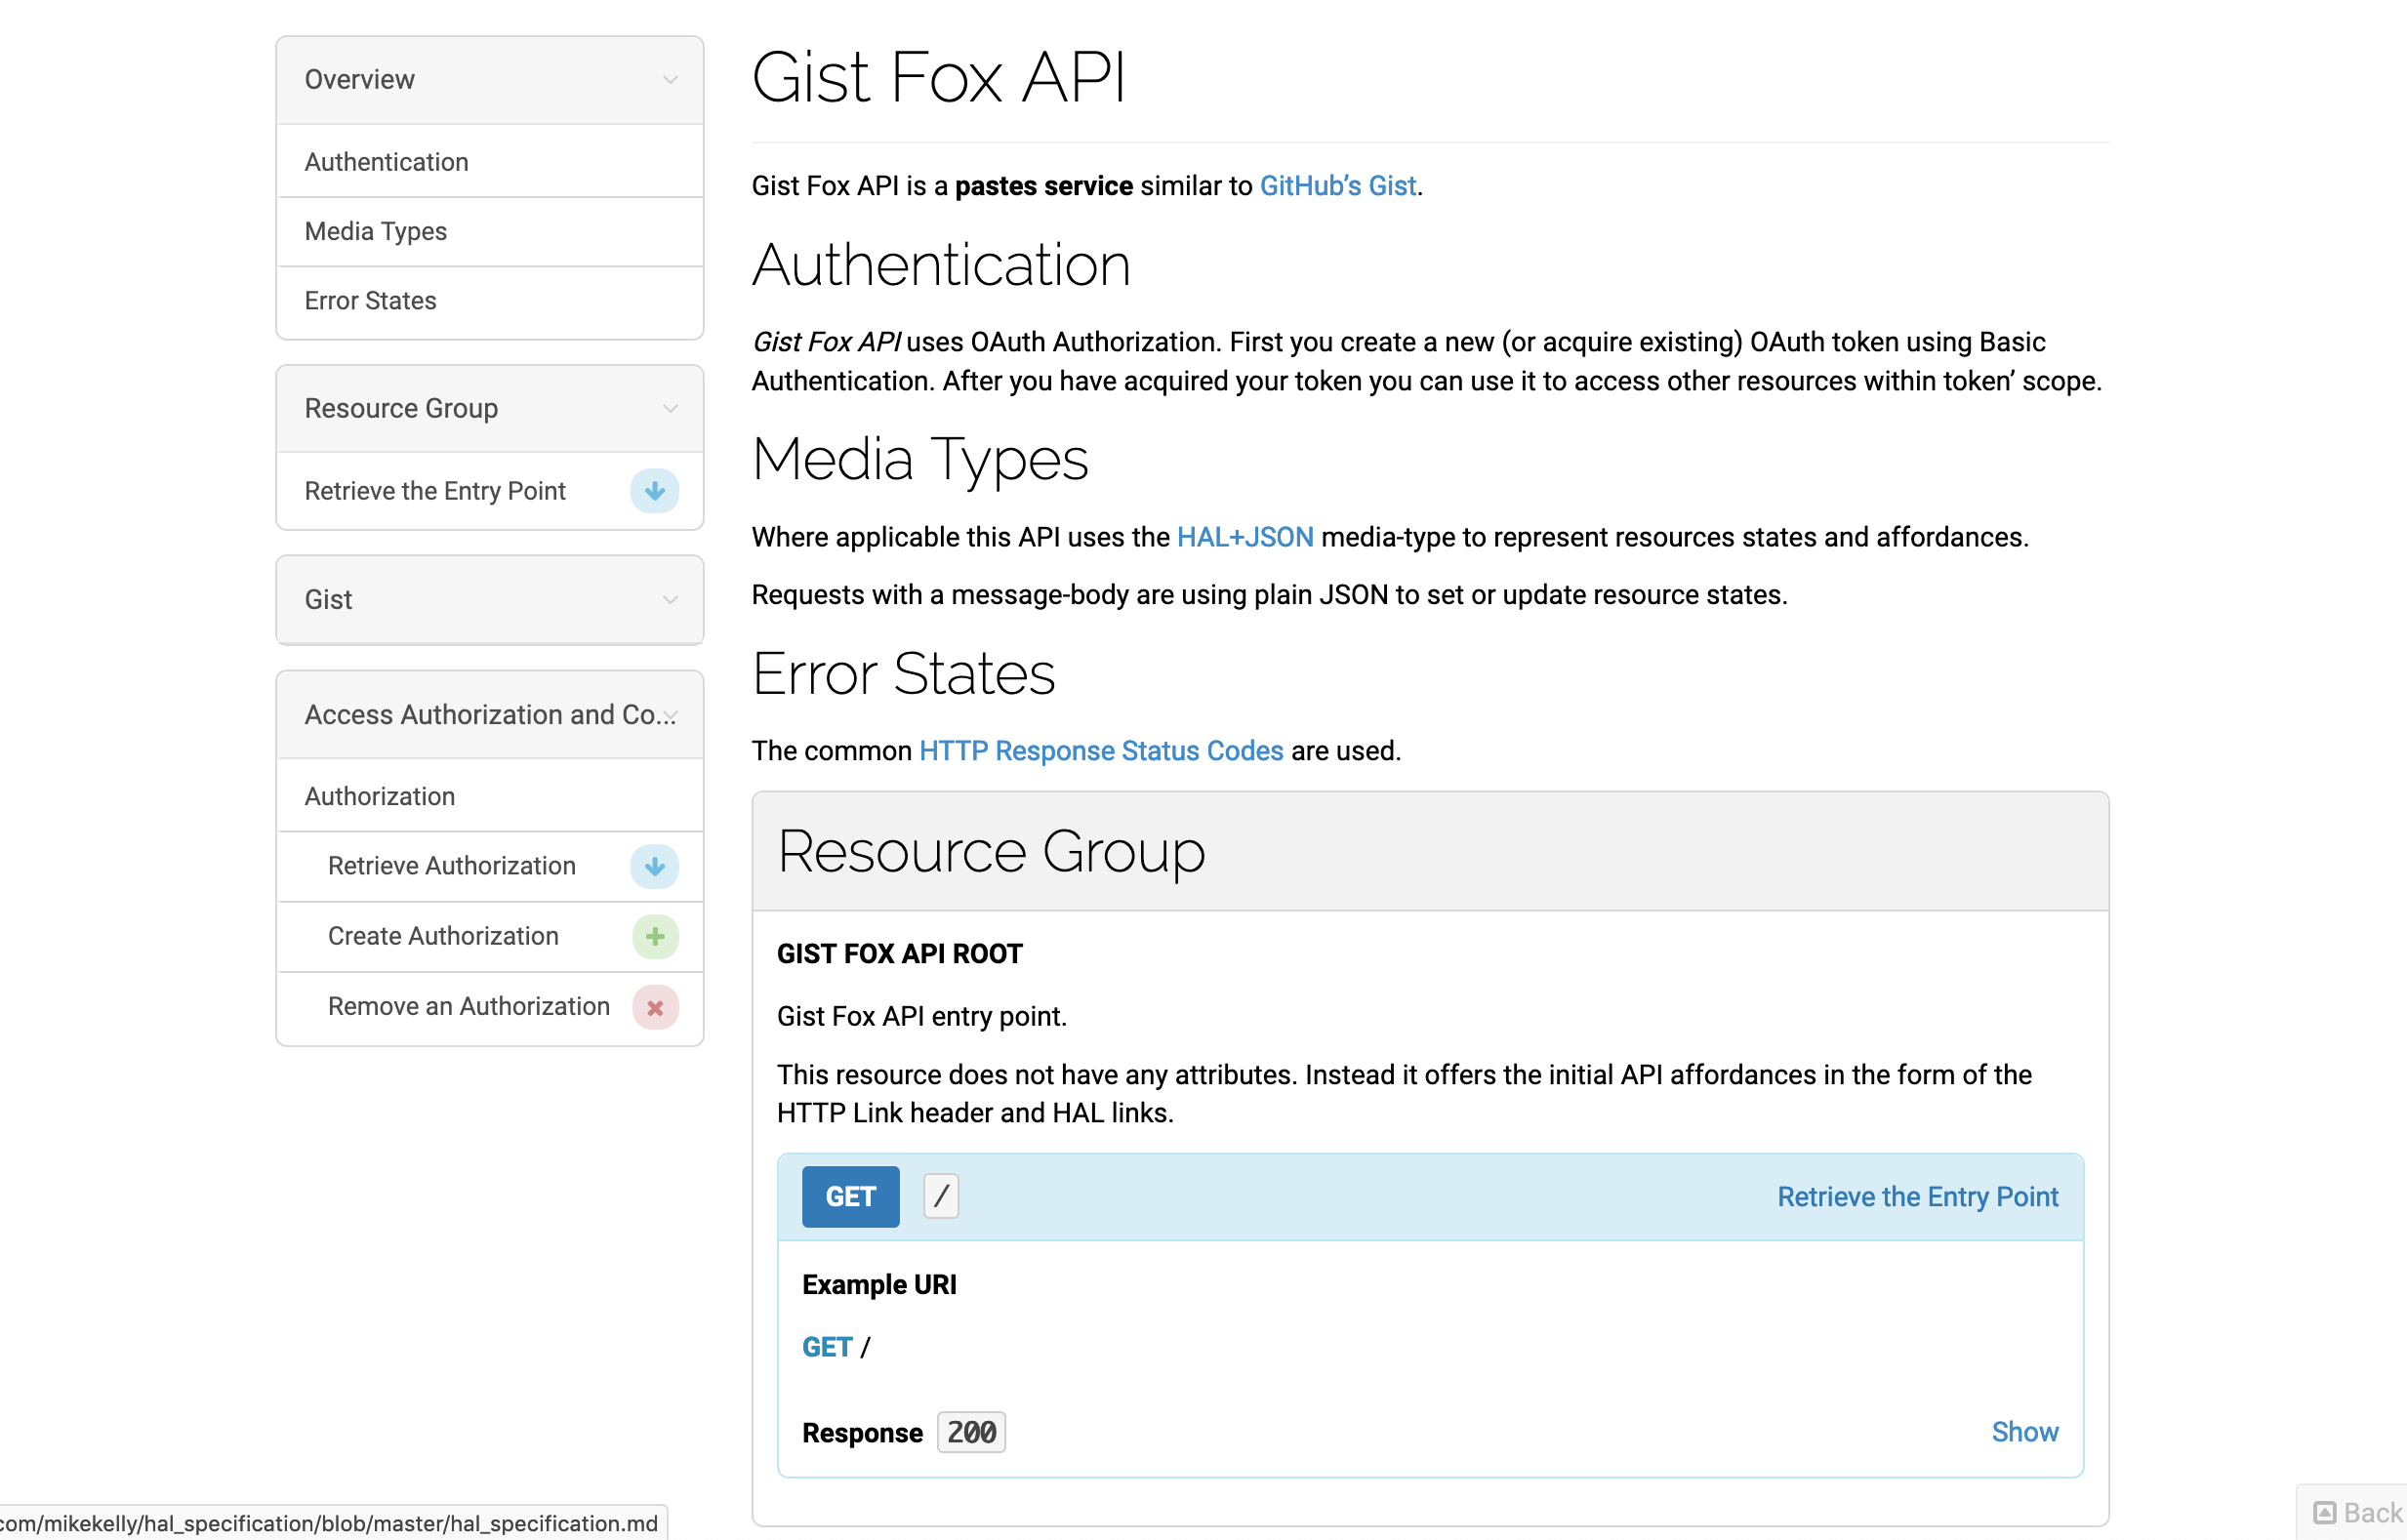 Overview
Authentication
Media Types
Error States
Resource Group
Retrieve the Entry Point
Gist
Access Authorization and Co...
Authorization
Retrieve Authorization
Create Authorization
Remove an Authorization
Gist Fox API
Gist Fox API is a pastes service similar to GitHub’s Gist.
Authentication
Gist Fox API uses OAuth Authorization. First you create a new (or acquire existing) OAuth token using Basic
Authentication. After you have acquired your token you can use it to access other resources within token’ scope.
Media Types
Where applicable this API uses the HAL+JSON media-type to represent resources states and affordances.
Requests with a message-body are using plain JSON to set or update resource states.
Error States
The common HTTP Response Status Codes are used.
Resource Group
GIST FOX API ROOT
Gist Fox API entry point.
This resource does not have any attributes. Instead it offers the initial API affordances in the form of the
HTTP Link header and HAL links.
GET / Retrieve the Entry Point
Example URI
GET /
Response 200 Show
com/mikekelly/hal_specification/blob/master/hal_specification.md
Back